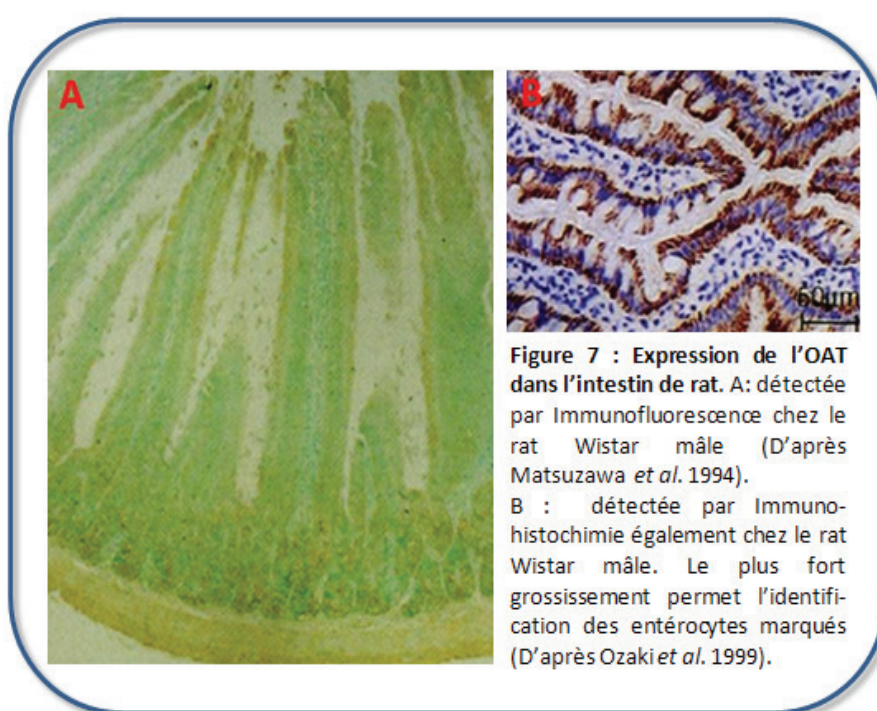 A
B
50µm
Figure 7 : Expression de l’OAT
dans l’intestin de rat. A: détectée
par Immunofluorescence chez le
rat Wistar mâle (D’après
Matsuzawa et al. 1994).
B : détectée par Immuno-
histochimie également chez le rat
Wistar mâle. Le plus fort
grossissement permet l’identifi-
cation des entérocytes marqués
(D’après Ozaki et al. 1999).